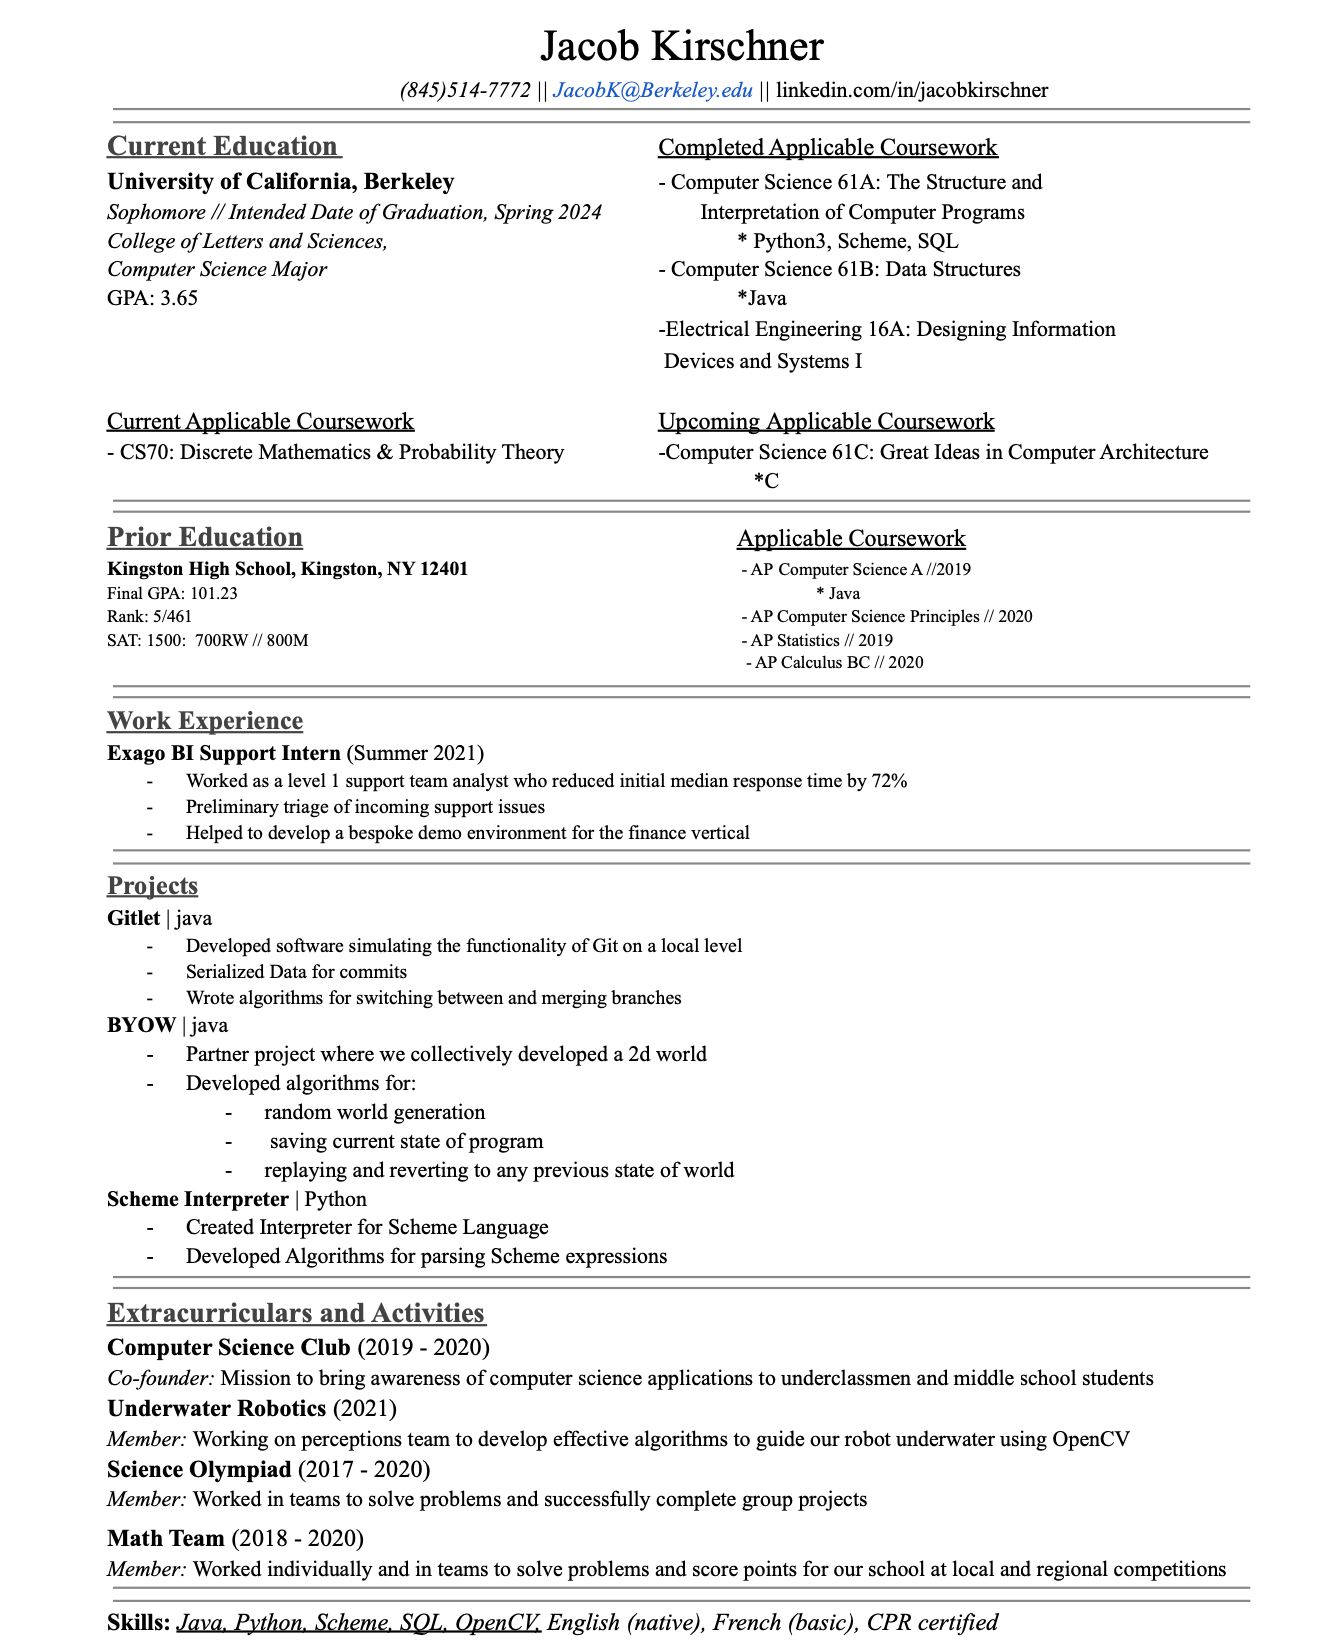 Jacob Kirschner
(845)514-7772 || JacobK@Berkeley.edu || linkedin.com/in/jacobkirschner
Current Education
University of California, Berkeley
Sophomore // Intended Date of Graduation, Spring 2024
College of Letters and Sciences,
Computer Science Major
GPA: 3.65
Completed Applicable Coursework
- Computer Science 61A: The Structure and
Interpretation of Computer Programs
* Python3, Scheme, SQL
- Computer Science 61B: Data Structures
*Java
-Electrical Engineering 16A: Designing Information
Devices and Systems I
Current Applicable Coursework
- CS70: Discrete Mathematics & Probability Theory
Upcoming Applicable Coursework
-Computer Science 61C: Great Ideas in Computer Architecture
*C
Prior Education
Kingston High School, Kingston, NY 12401
Final GPA: 101.23
Rank: 5/461
SAT: 1500: 700RW // 800M
Applicable Coursework
- AP Computer Science A //2019
* Java
- AP Computer Science Principles // 2020
- AP Statistics // 2019
- AP Calculus BC // 2020
Work Experience
Exago BI Support Intern (Summer 2021)
- Worked as a level 1 support team analyst who reduced initial median response time by 72%
- Preliminary triage of incoming support issues
- Helped to develop a bespoke demo environment for the finance vertical
Projects
Gitlet | java
- Developed software simulating the functionality of Git on a local level
- Serialized Data for commits
- Wrote algorithms for switching between and merging branches
BYOW | java
- Partner project where we collectively developed a 2d world
- Developed algorithms for:
- random world generation
- saving current state of program
- replaying and reverting to any previous state of world
Scheme Interpreter | Python
- Created Interpreter for Scheme Language
- Developed Algorithms for parsing Scheme expressions
Extracurriculars and Activities
Computer Science Club (2019 - 2020)
Co-founder: Mission to bring awareness of computer science applications to underclassmen and middle school students
Underwater Robotics (2021)
Member: Working on perceptions team to develop effective algorithms to guide our robot underwater using OpenCV
Science Olympiad (2017 - 2020)
Member: Worked in teams to solve problems and successfully complete group projects
Math Team (2018 - 2020)
Member: Worked individually and in teams to solve problems and score points for our school at local and regional competitions
Skills: Java, Python, Scheme, SQL, OpenCV, English (native), French (basic), CPR certified